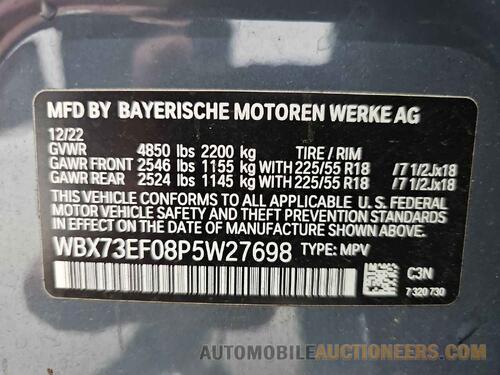 MFD BY BAYERISCHE MOTOREN WERKE AG
12/22
GVWR 4850 lbs 2200 kg TIRE / RIM
GAWR FRONT 2546 lbs 1155 kg WITH 225/55 R18 /7 1/2Jx18
GAWR REAR 2524 lbs 1145 kg WITH 225/55 R18 /7 1/2Jx18
THIS VEHICLE CONFORMS TO ALL APPLICABLE U.S. FEDERAL
MOTOR VEHICLE SAFETY, BUMPER, AND THEFT PREVENTION
STANDARDS IN EFFECT ON THE DATE OF MANUFACTURE SHOWN ABOVE.
WBX73EF08P5W27698 TYPE: MPV
C3N
7 320 730
AUTOMOBILEAUCTIONEERS.COM